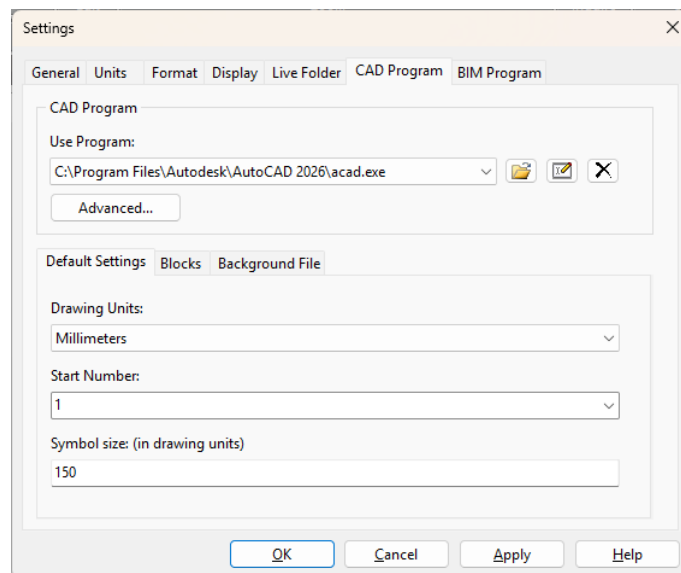 Settings
General Units Format Display Live Folder CAD Program BIM Program
CAD Program
Use Program:
C:\Program Files\Autodesk\AutoCAD 2026\acad.exe
Advanced...
Default Settings Blocks Background File
Drawing Units:
Millimeters
Start Number:
1
Symbol size: (in drawing units)
150
OK Cancel Apply Help